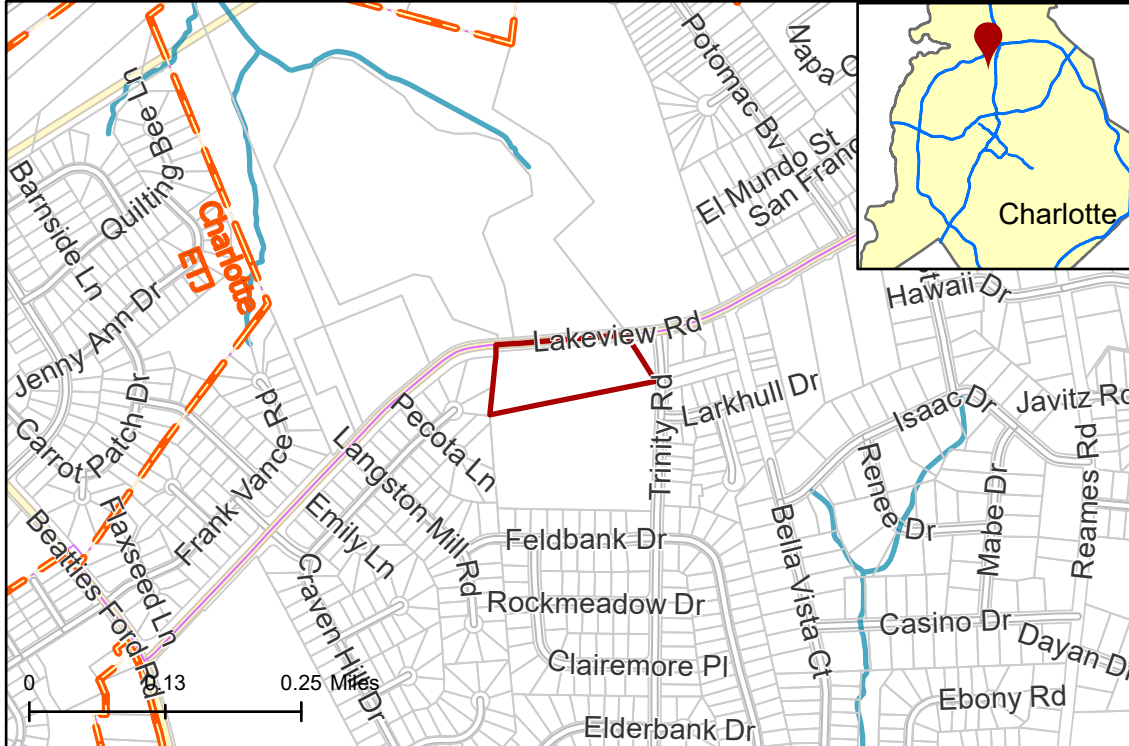 Potomac Bv
Napa C
Quilting Bee Ln
El Mundo St
San Franc
Barnside Ln
Charlotte
Charlotte
ETJ
Hawaii Dr
Lakeview Rd
Jenny Ann Dr
Larkhull Dr
Isaac Dr
Javitz Rd
Pecota Ln
Trinity Rd
Carrot Patch Dr
Frank Vance Rd
Langston Mill Rd
Renee Dr
Mabe Dr
Reames Rd
Flaxseed Ln
Emily Ln
Feldbank Dr
Beatties Ford Rd
Craven Hill Dr
Bella Vista Ct
Rockmeadow Dr
Casino Dr
Dayan Dr
Clairemore Pl
0 0.13 0.25 Miles
Ebony Rd
Elderbank Dr